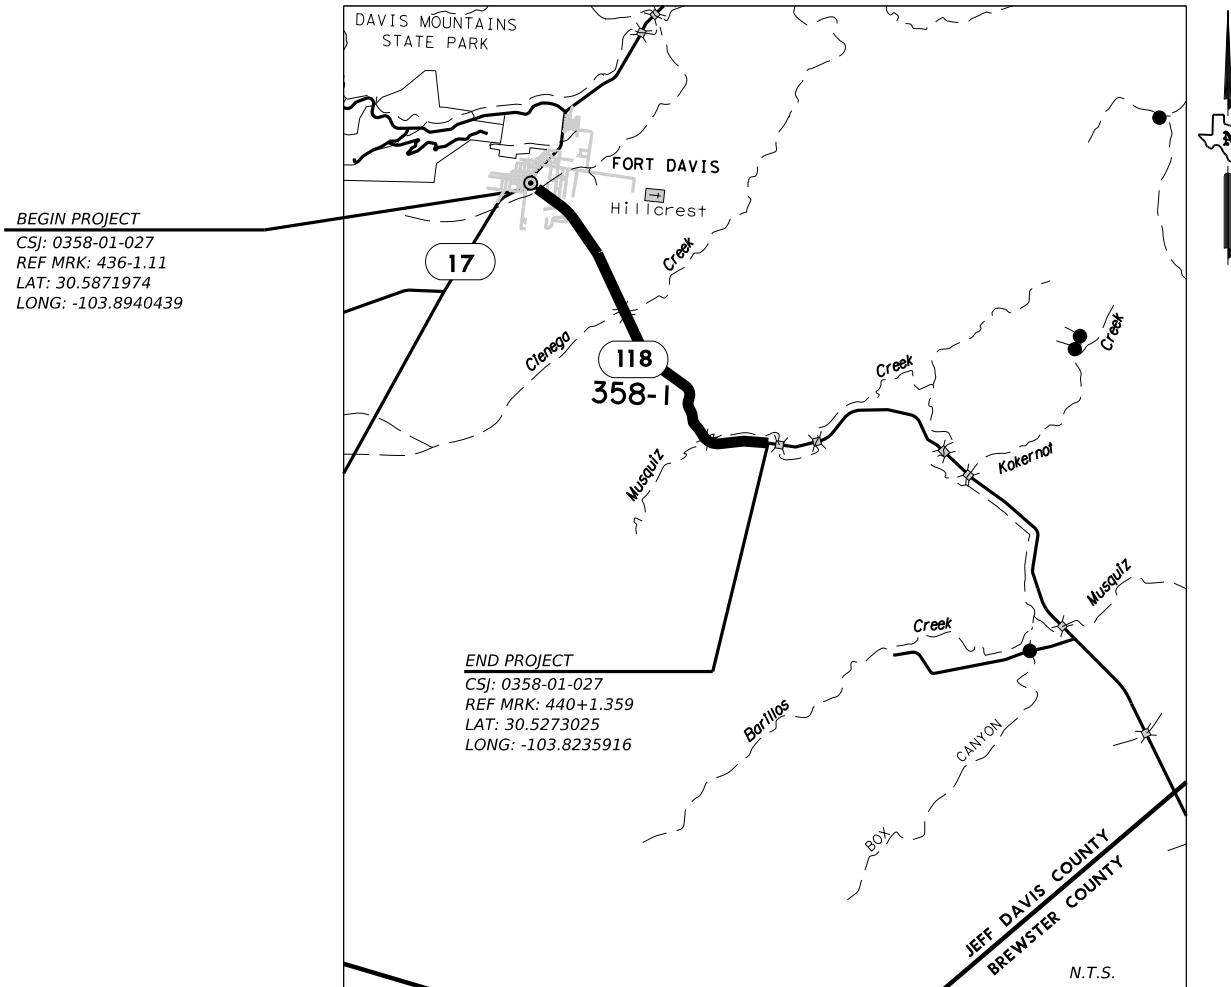 DAVIS MOUNTAINS
STATE PARK
FORT DAVIS
Hillcrest
BEGIN PROJECT
CSJ: 0358-01-027
REF MRK: 436-1.11
LAT: 30.5871974
LONG: -103.8940439
17
Creek
Cienega
118
358-1
Creek
Creek
Kokernot
Musquiz
Musquiz
Creek
END PROJECT
CSJ: 0358-01-027
REF MRK: 440+1.359
LAT: 30.5273025
LONG: -103.8235916
Barillos
CANYON
BOX
JEFF DAVIS COUNTY
BREWSTER COUNTY
N.T.S.